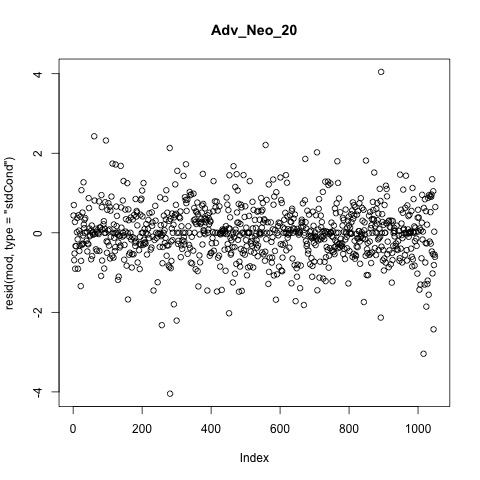 Adv_Neo_20
resid(mod, type = "stdCond")
4
2
0
-2
-4
0 200 400 600 800 1000
Index